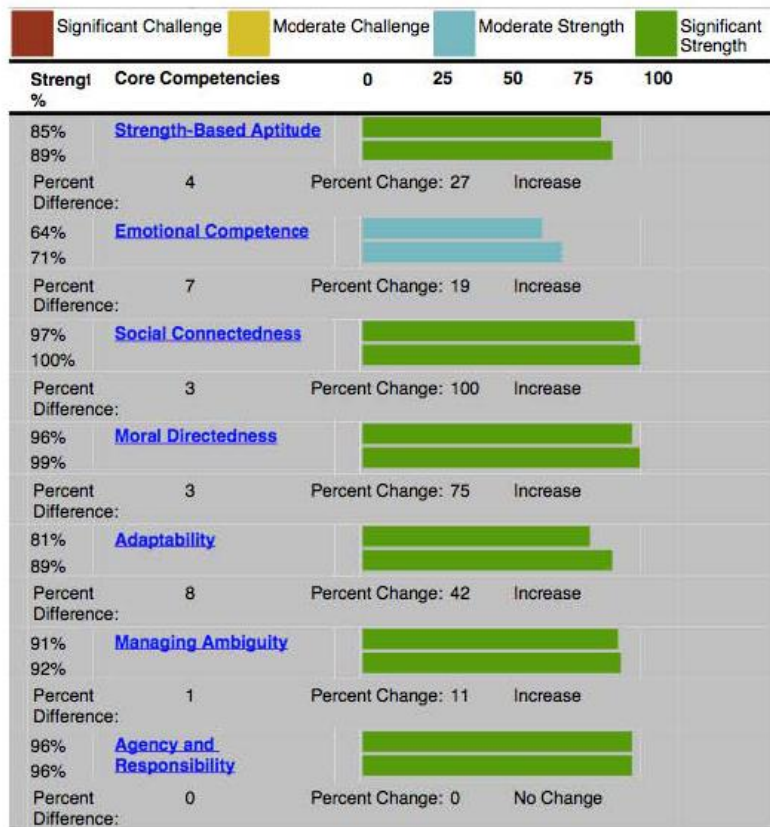 Significant Challenge Mcderate Challenge Moderate Strength Significant
Strength
Strengt Core Competencies 0 25 50 75 100
%
85% Strength-Based Aptitude
89%
Percent 4 Percent Change: 27 Increase
Difference:
64% Emotional Competence
71%
Percent 7 Percent Change: 19 Increase
Difference:
97% Social Connectedness
100%
Percent 3 Percent Change: 100 Increase
Difference:
96% Moral Directedness
99%
Percent 3 Percent Change: 75 Increase
Difference:
81% Adaptability
89%
Percent 8 Percent Change: 42 Increase
Difference:
91% Managing Ambiguity
92%
Percent 1 Percent Change: 11 Increase
Difference:
96% Agency and
96% Responsibility
Percent 0 Percent Change: 0 No Change
Difference: